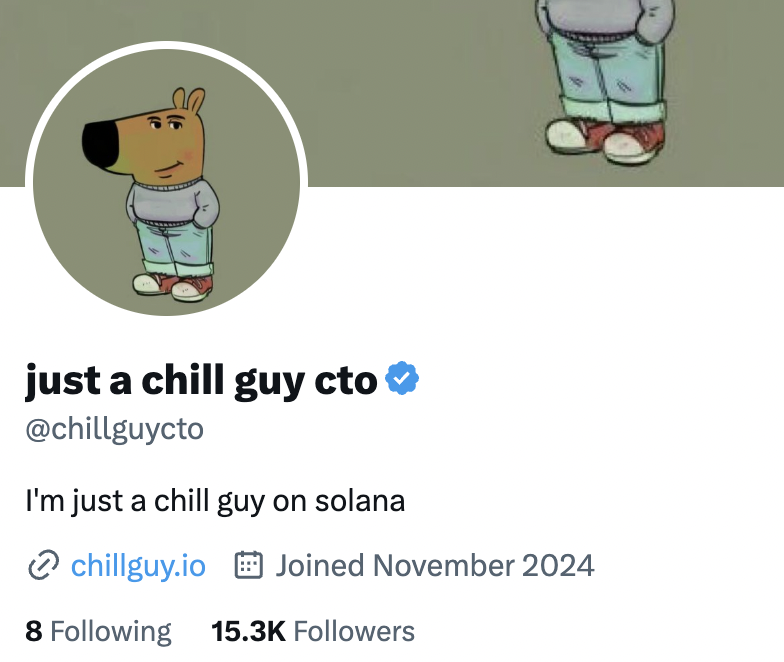 just a chill guy cto
@chillguycto
I'm just a chill guy on solana
chillguy.io Joined November 2024
8 Following 15.3K Followers